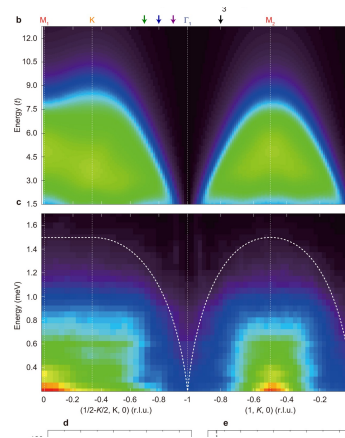 3
b M₁ K Γ₁ M₂
Energy (t)
12.0
10.5
9.0
7.5
6.0
4.5
3.0
1.5
c
Energy (meV)
1.6
1.4
1.2
1.0
0.8
0.6
0.4
0 -0.2 -0.4 -0.6 -0.8 -1 -0.8 -0.6 -0.4 -0.2 0
(1/2-K/2, K, 0) (r.l.u.) (1, K, 0) (r.l.u.)
d e